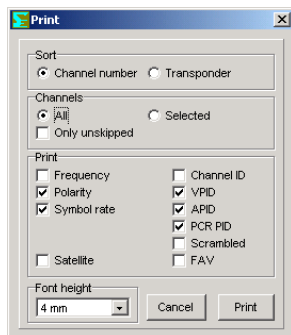 Print
Sort
Channel number Transponder
Channels
All Selected
Only unskipped
Print
Frequency Channel ID
Polarity VPID
Symbol rate APID
PCR PID
Scrambled
Satellite FAV
Font height
4 mm Cancel Print